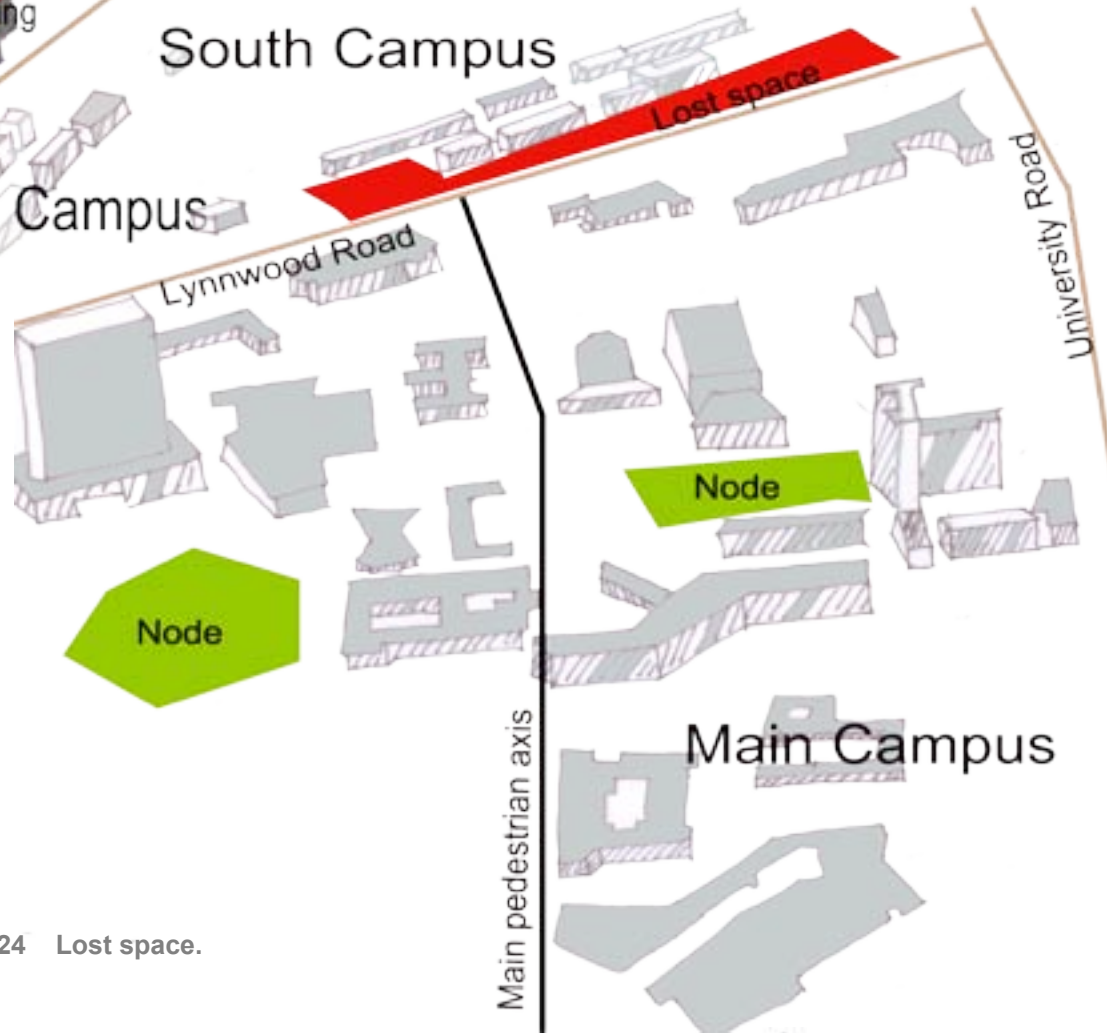 South Campus
Lost space
Campus
Lynnwood Road
University Road
Node
Node
Main Campus
Main pedestrian axis
24 Lost space.